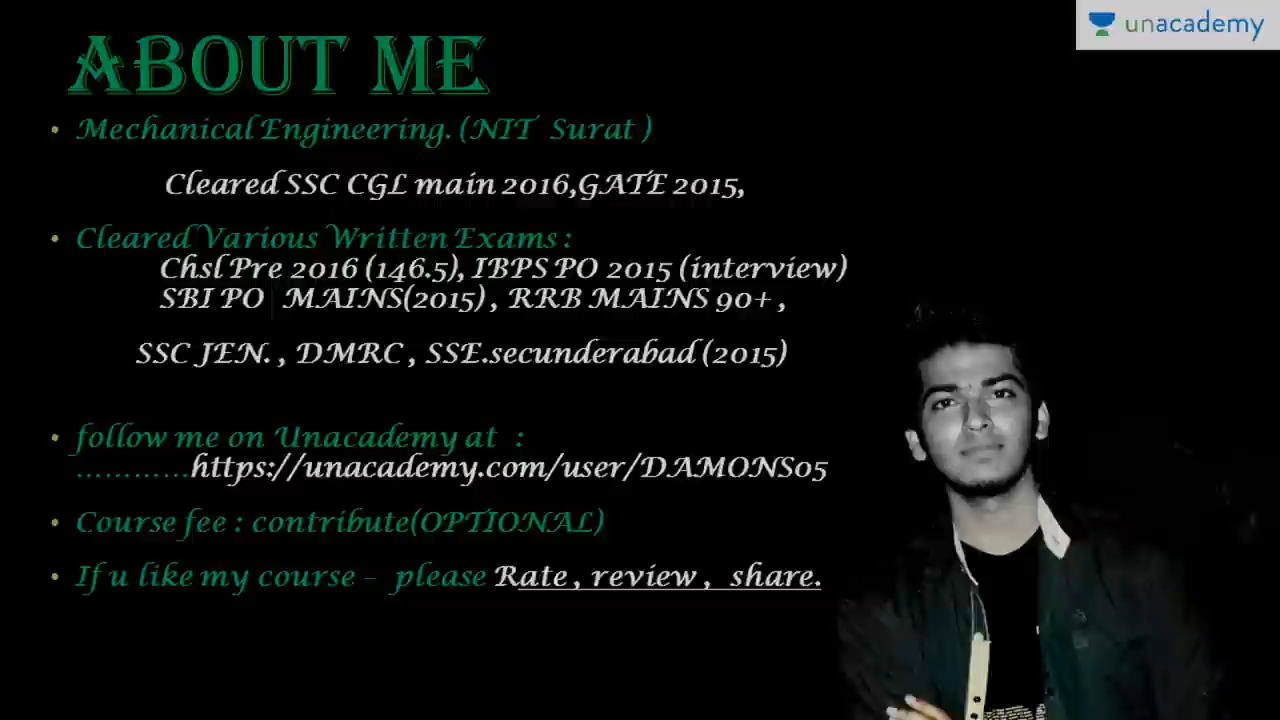 unacademy
ABOUT ME
• Mechanical Engineering. (NIT Surat )
Cleared SSC CGL main 2016,GATE 2015,
• Cleared Various Written Exams :
Chsl Pre 2016 (146.5), IBPS PO 2015 (interview)
SBI PO MAINS(2015) , RRB MAINS 90+ ,
SSC JEN. , DMRC , SSE.secunderabad (2015)
• follow me on Unacademy at :
............https://unacademy.com/user/DAMONS05
• Course fee : contribute(OPTIONAL)
• If u like my course – please Rate , review , share.